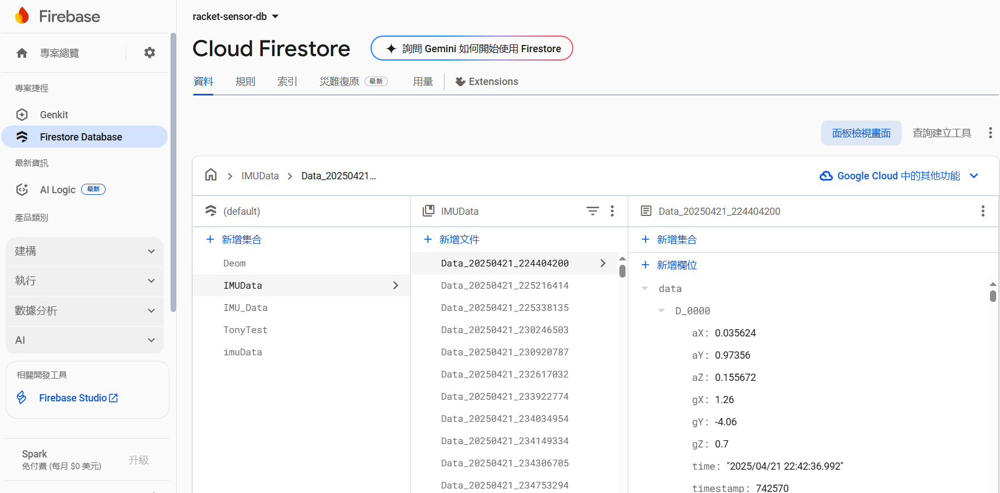 Firebase
專案總覽
專案捷徑
Genkit
Firestore Database
最新資訊
AI Logic 最新
產品類別
建構
執行
數據分析
AI
相關開發工具
Firebase Studio
Spark
免付費 (每月 $0 美元)
升級
racket-sensor-db
Cloud Firestore
詢問 Gemini 如何開始使用 Firestore
資料 規則 索引 災難復原 最新 用量 Extensions
面板檢視畫面 查詢建立工具
IMUData Data_20250421...
Google Cloud 中的其他功能
(default)
新增集合
Deom
IMUData
IMU_Data
TonyTest
imuData
IMUData
新增文件
Data_20250421_224404200
Data_20250421_225216414
Data_20250421_225338135
Data_20250421_230246503
Data_20250421_230920787
Data_20250421_232617032
Data_20250421_233922774
Data_20250421_234034954
Data_20250421_234149334
Data_20250421_234306705
Data_20250421_234753294
Data_20250421_224404200
新增集合
新增欄位
data
D_0000
aX: 0.035624
aY: 0.97356
aZ: 0.155672
gX: 1.26
gY: -4.06
gZ: 0.7
time: "2025/04/21 22:42:36.992"
timestamp: 742570